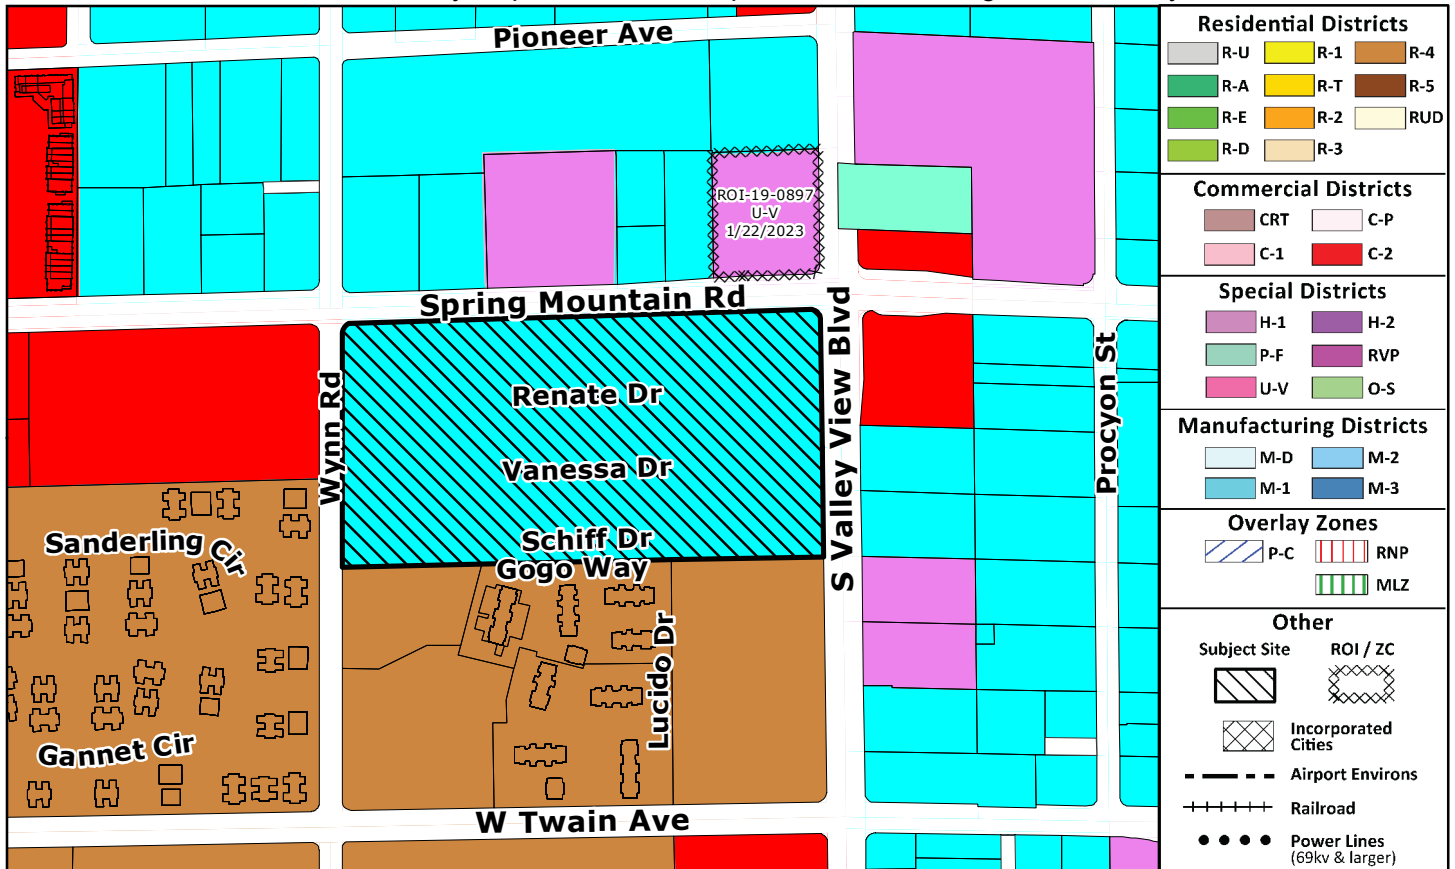 Pioneer Ave
ROI-19-0897
U-V
1/22/2023
Spring Mountain Rd
Wynn Rd
Renate Dr
Vanessa Dr
Schiff Dr
Gogo Way
S Valley View Blvd
Procyon St
Sanderling Cir
Gannet Cir
Lucido Dr
W Twain Ave
Residential Districts
R-U
R-1
R-4
R-A
R-T
R-5
R-E
R-2
RUD
R-D
R-3
Commercial Districts
CRT
C-P
C-1
C-2
Special Districts
H-1
H-2
P-F
RVP
U-V
O-S
Manufacturing Districts
M-D
M-2
M-1
M-3
Overlay Zones
P-C
RNP
MLZ
Other
Subject Site
ROI / ZC
Incorporated
Cities
Airport Environs
Railroad
Power Lines
(69kv & larger)